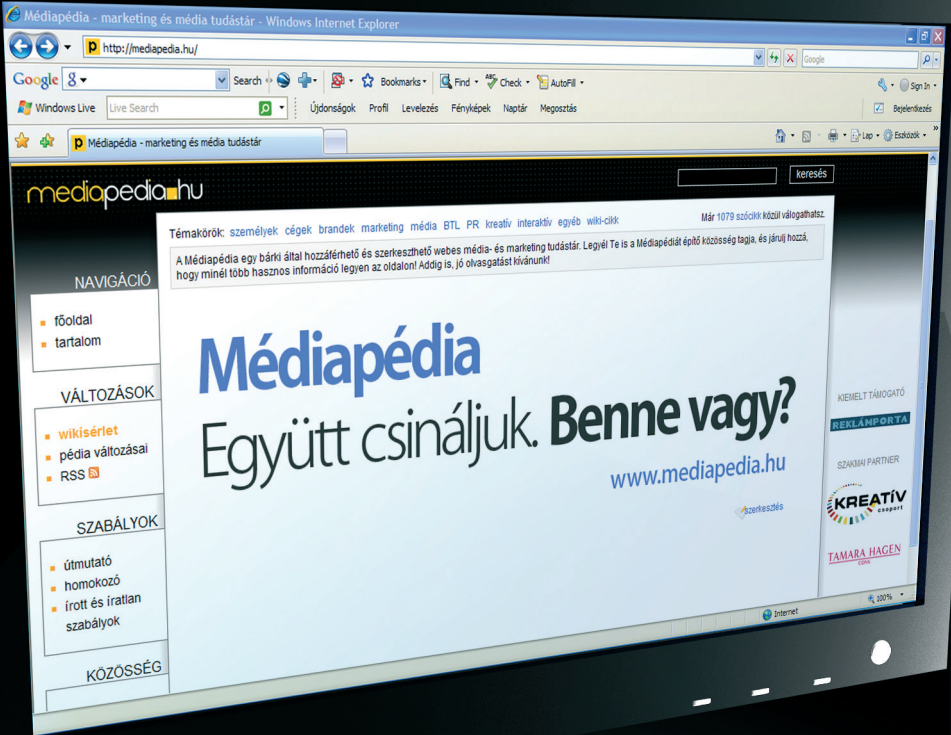 Médiapédia - marketing és média tudástár - Windows Internet Explorer
http://mediapedia.hu/
Google
Google Search Bookmarks Find Check AutoFill Sign In
Windows Live Live Search Újdonságok Profil Levelezés Fényképek Naptár Megosztás Bejelentkezés
Médiapédia - marketing és média tudástár
Lap Eszközök
mediapedia.hu
keresés
Témakörök: személyek cégek brandek marketing média BTL PR kreatív interaktív egyéb wiki-cikk
Már 1079 szócikk közül válogathatsz.
A Médiapédia egy bárki által hozzáférhető és szerkeszthető webes média- és marketing tudástár. Legyél Te is a Médiapédiát építő közösség tagja, és járulj hozzá,
hogy minél több hasznos információ legyen az oldalon! Addig is, jó olvasgatást kívánunk!
NAVIGÁCIÓ
főoldal
tartalom
VÁLTOZÁSOK
wikisérlet
pédia változásai
RSS
SZABÁLYOK
útmutató
homokozó
írott és íratlan
szabályok
KÖZÖSSÉG
Médiapédia
Együtt csináljuk. Benne vagy?
www.mediapedia.hu
szerkesztés
KIEMELT TÁMOGATÓ
REKLÁMPORTA
SZAKMAI PARTNER
KREATÍV
csoport
TAMARA HAGEN
Internet
100%